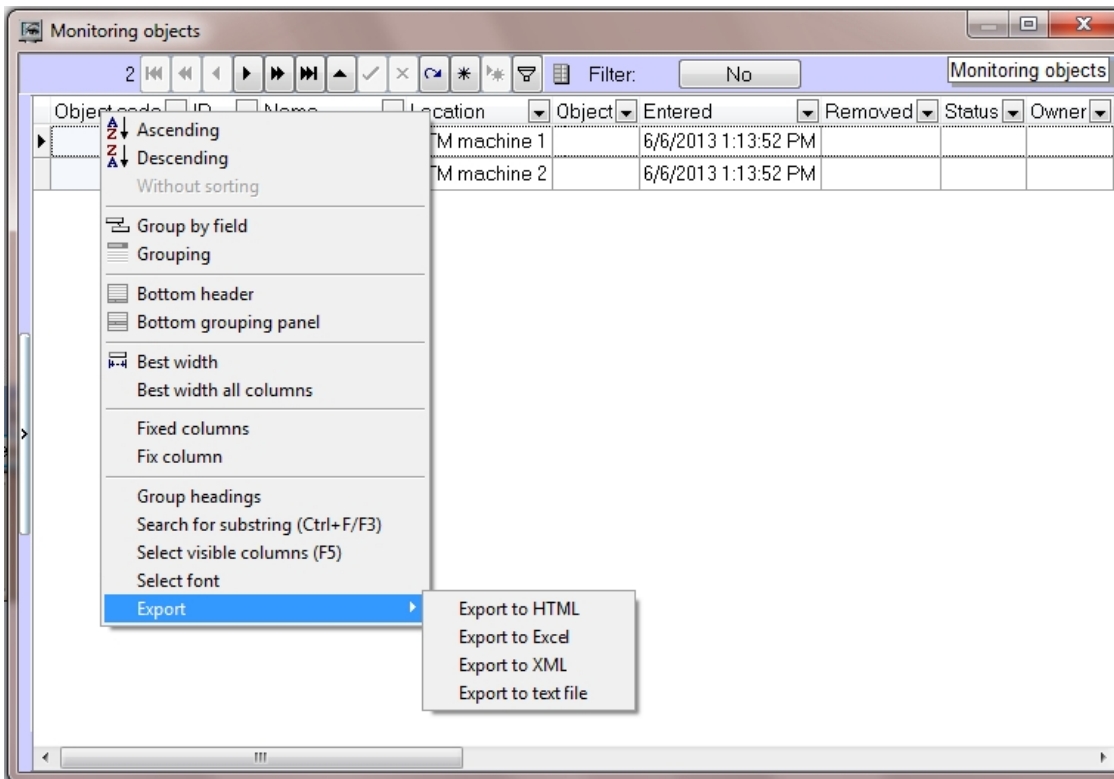 Monitoring objects
2 Filter: No Monitoring objects
Location Object Entered Removed Status Owner
TM machine 1 6/6/2013 1:13:52 PM
TM machine 2 6/6/2013 1:13:52 PM
Ascending
Descending
Without sorting
Group by field
Grouping
Bottom header
Bottom grouping panel
Best width
Best width all columns
Fixed columns
Fix column
Group headings
Search for substring (Ctrl+F/F3)
Select visible columns (F5)
Select font
Export
Export to HTML
Export to Excel
Export to XML
Export to text file